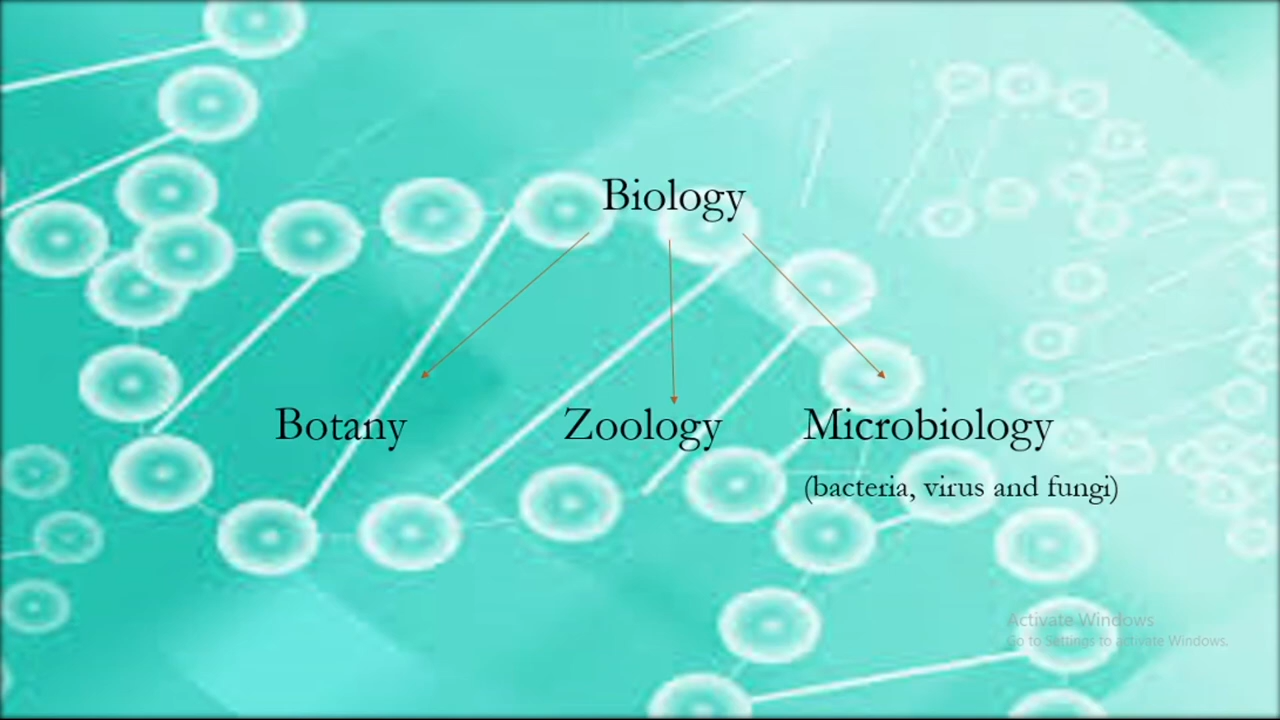 Biology
Botany
Zoology
Microbiology
(bacteria, virus and fungi)
Activate Windows
Go to Settings to activate Windows.